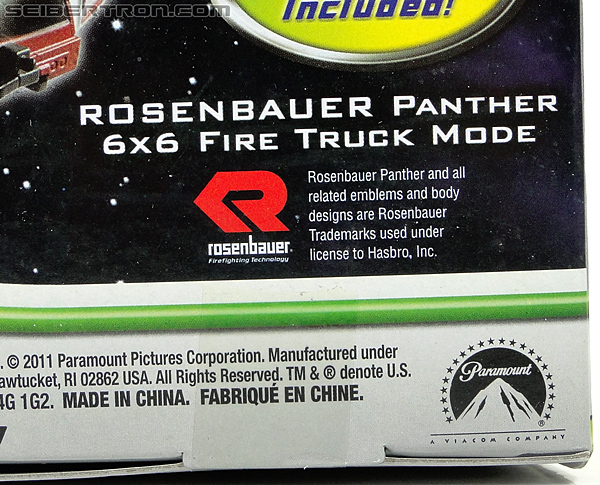 SEIBERTRON.COM
Included!
ROSENBAUER PANTHER
6X6 FIRE TRUCK MODE
Rosenbauer Panther and all
related emblems and body
designs are Rosenbauer
Trademarks used under
license to Hasbro, Inc.
rosenbauer
Firefighting Technology
. © 2011 Paramount Pictures Corporation. Manufactured under
awtucket, RI 02862 USA. All Rights Reserved. TM & ® denote U.S.
4G 1G2. MADE IN CHINA. FABRIQUÉ EN CHINE.
Paramount
®
A VIACOM COMPANY